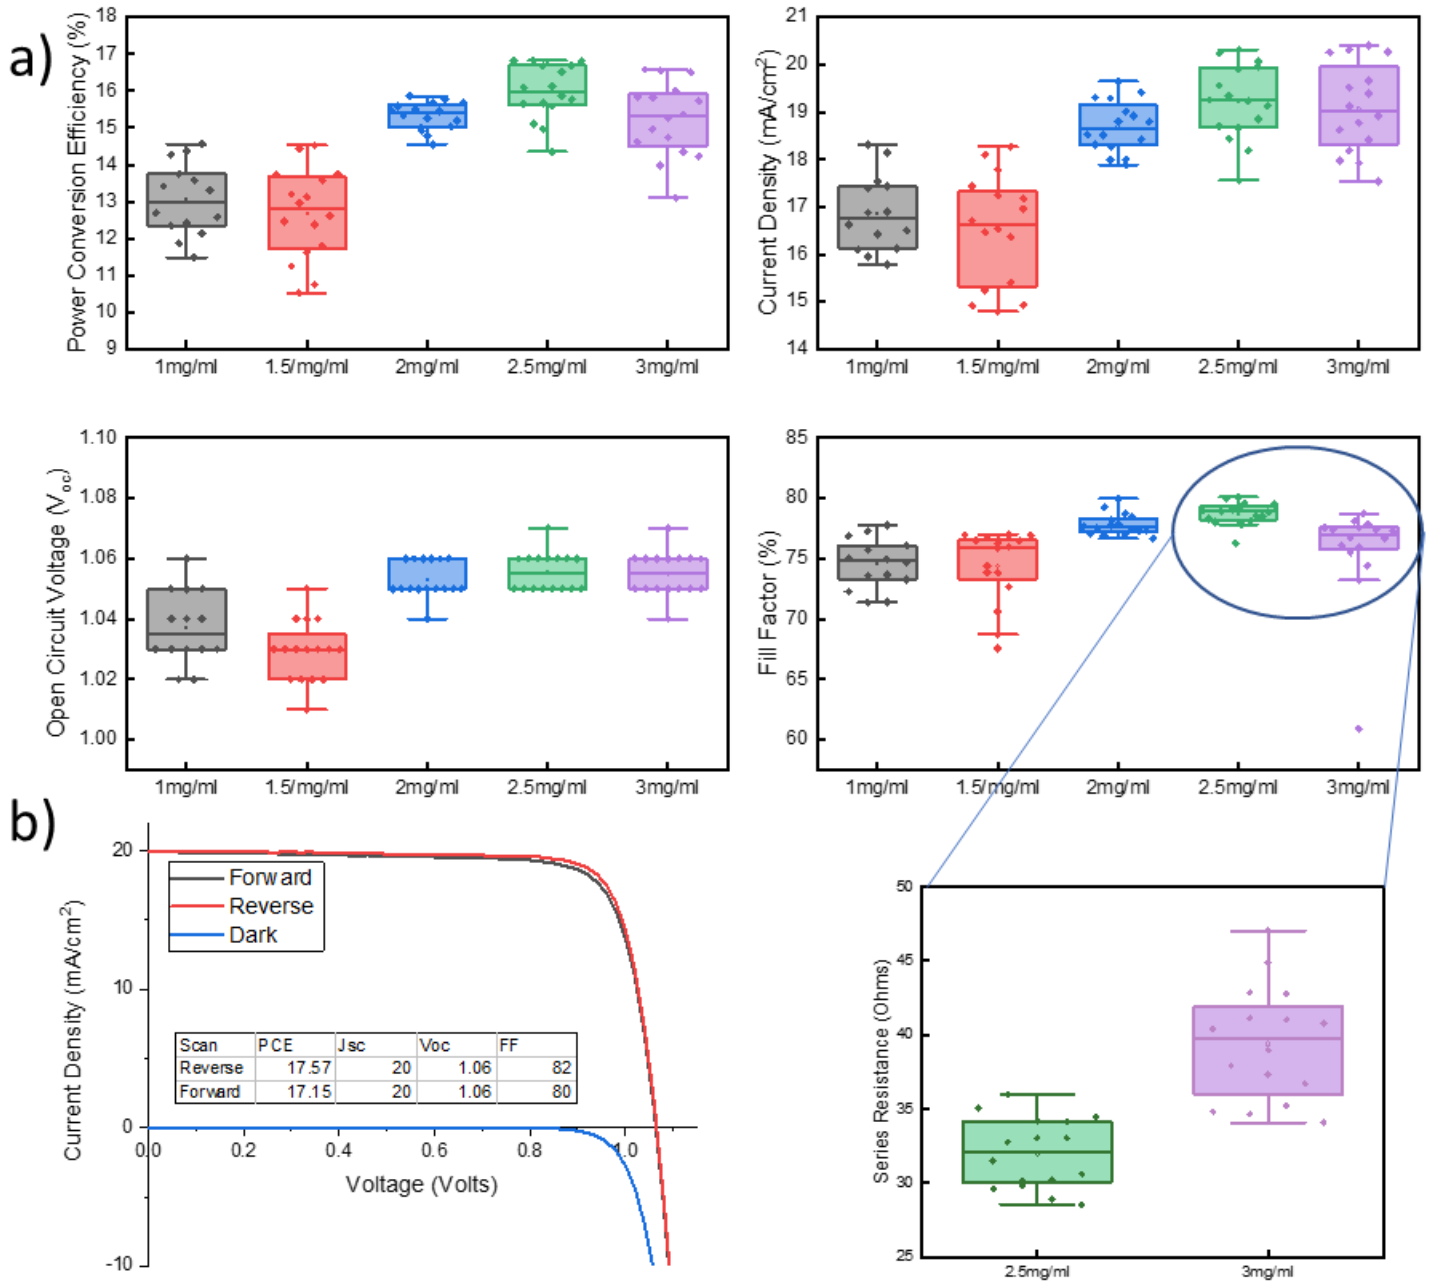 a)
Power Conversion Efficiency (%)
18
17
16
15
14
13
12
11
10
9
1mg/ml 1.5/mg/ml 2mg/ml 2.5mg/ml 3mg/ml
Current Density (mA/cm²)
21
20
19
18
17
16
15
14
1mg/ml 1.5/mg/ml 2mg/ml 2.5mg/ml 3mg/ml
Open Circuit Voltage (Voc)
1.10
1.08
1.06
1.04
1.02
1.00
1mg/ml 1.5/mg/ml 2mg/ml 2.5mg/ml 3mg/ml
Fill Factor (%)
85
80
75
70
65
60
1mg/ml 1.5/mg/ml 2mg/ml 2.5mg/ml 3mg/ml
b)
Current Density (mA/cm²)
20
10
0
-10
Forward
Reverse
Dark
Scan PCE Jsc Voc FF
Reverse 17.57 20 1.06 82
Forward 17.15 20 1.06 80
0.0 0.2 0.4 0.6 0.8 1.0
Voltage (Volts)
Series Resistance (Ohms)
50
45
40
35
30
25
2.5mg/ml 3mg/ml